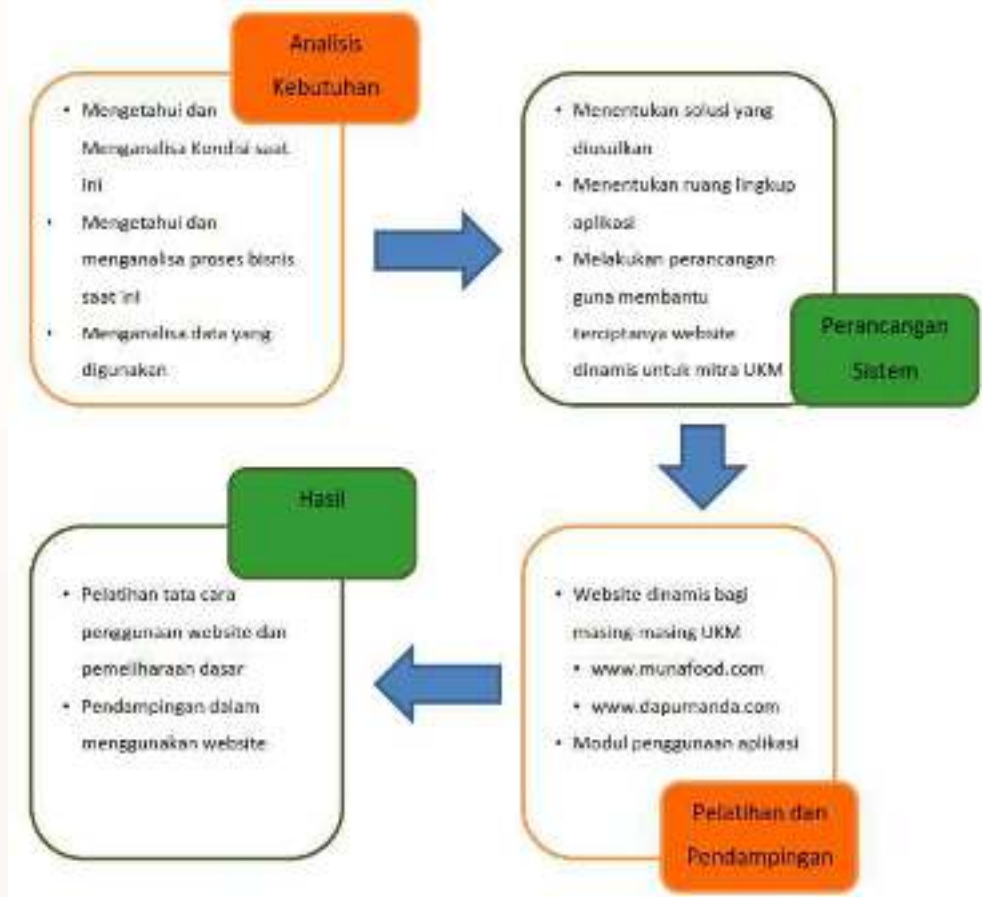 Analisis
Kebutuhan
• Mengetahui dan
Menganalisa Kondisi saat
ini
• Mengetahui dan
menganalisa proses bisnis
saat ini
• Menganalisa data yang
digunakan
• Menentukan solusi yang
diusulkan
• Menentukan ruang lingkup
aplikasi
• Melakukan perancangan
guna membantu
terciptanya website
dinamis untuk mitra UKM
Perancangan
Sistem
• Website dinamis bagi
masing-masing UKM
• www.munafood.com
• www.dapurnanda.com
• Modul penggunaan aplikasi
Pelatihan dan
Pendampingan
Hasil
• Pelatihan tata cara
penggunaan website dan
pemeliharaan dasar
• Pendampingan dalam
menggunakan website